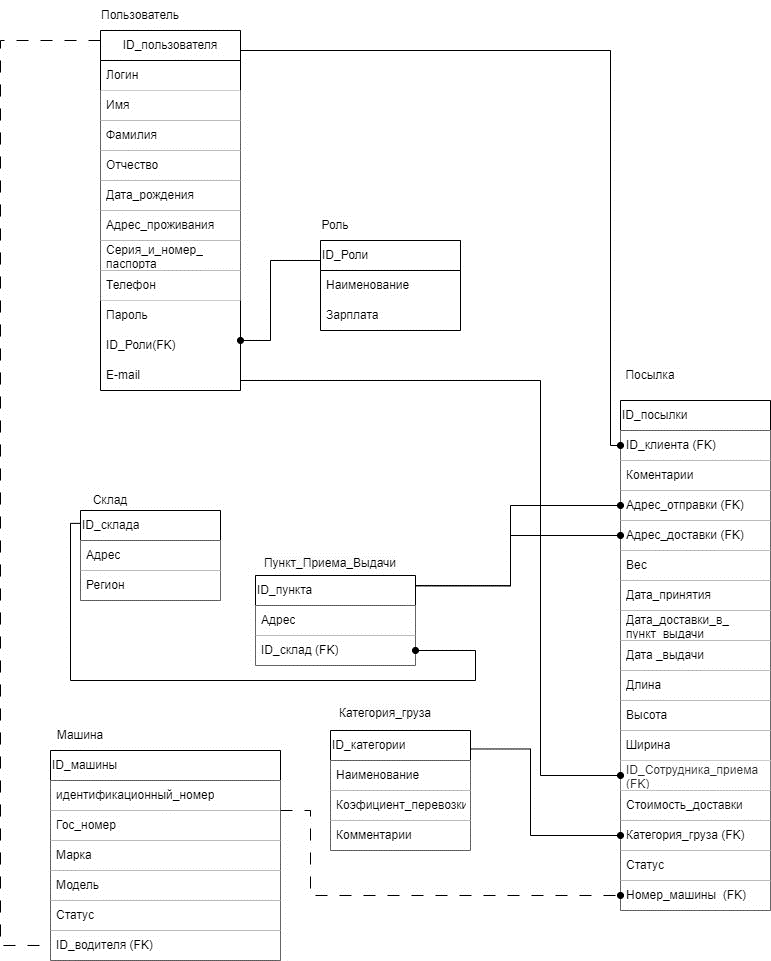 Пользователь
ID_пользователя
Логин
Имя
Фамилия
Отчество
Дата_рождения
Адрес_проживания
Серия_и_номер_
паспорта
Телефон
Пароль
ID_Роли(FK)
E-mail
Роль
ID_Роли
Наименование
Зарплата
Склад
ID_склада
Адрес
Регион
Пункт_Приема_Выдачи
ID_пункта
Адрес
ID_склад (FK)
Машина
ID_машины
идентификационный_номер
Гос_номер
Марка
Модель
Статус
ID_водителя (FK)
Категория_груза
ID_категории
Наименование
Коэфициент_перевозки
Комментарии
Посылка
ID_посылки
ID_клиента (FK)
Коментарии
Адрес_отправки (FK)
Адрес_доставки (FK)
Вес
Дата_принятия
Дата_доставки_в_
пункт_выдачи
Дата _выдачи
Длина
Высота
Ширина
ID_Сотрудника_приема
(FK)
Стоимость_доставки
Категория_груза (FK)
Статус
Номер_машины (FK)